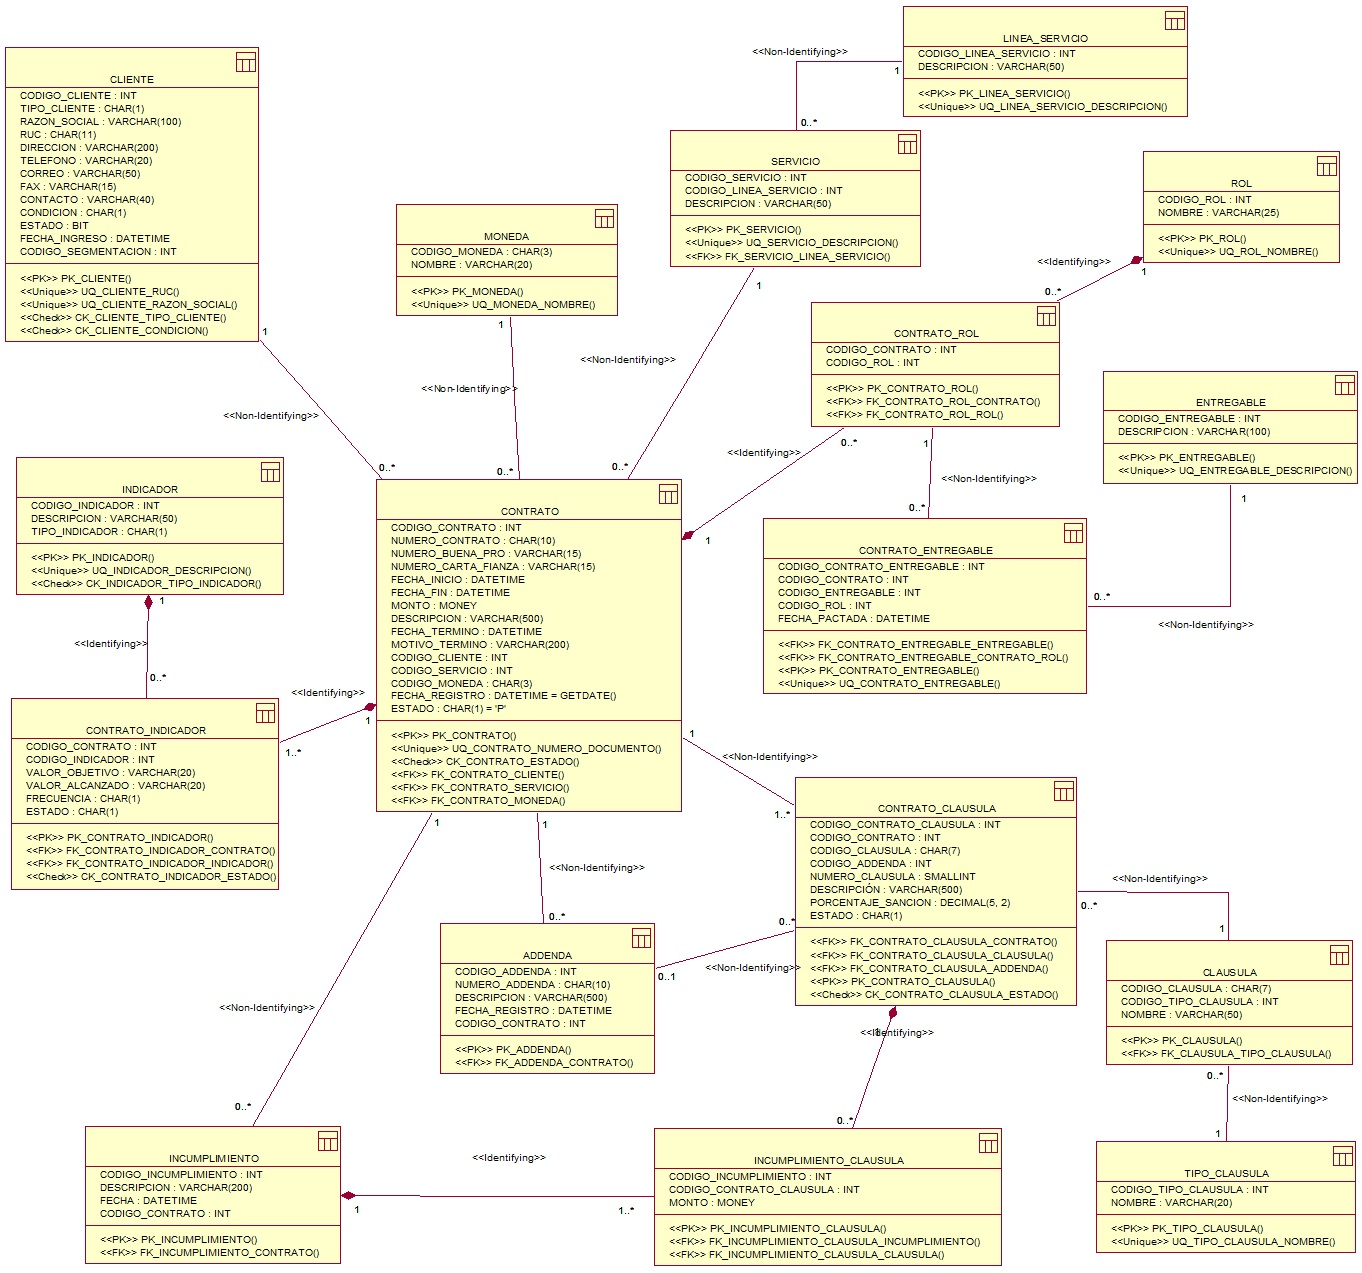 LINEA_SERVICIO
CODIGO_LINEA_SERVICIO : INT
DESCRIPCION : VARCHAR(50)
<<PK>> PK_LINEA_SERVICIO()
<<Unique>> UQ_LINEA_SERVICIO_DESCRIPCION()
<<Non-Identifying>>
1
0..*
CLIENTE
CODIGO_CLIENTE : INT
TIPO_CLIENTE : CHAR(1)
RAZON_SOCIAL : VARCHAR(100)
RUC : CHAR(11)
DIRECCION : VARCHAR(200)
TELEFONO : VARCHAR(20)
CORREO : VARCHAR(50)
FAX : VARCHAR(15)
CONTACTO : VARCHAR(40)
CONDICION : CHAR(1)
ESTADO : BIT
FECHA_INGRESO : DATETIME
CODIGO_SEGMENTACION : INT
<<PK>> PK_CLIENTE()
<<Unique>> UQ_CLIENTE_RUC()
<<Unique>> UQ_CLIENTE_RAZON_SOCIAL()
<<Check>> CK_CLIENTE_TIPO_CLIENTE()
<<Check>> CK_CLIENTE_CONDICION()
1
<<Non-Identifying>>
0..*
MONEDA
CODIGO_MONEDA : CHAR(3)
NOMBRE : VARCHAR(20)
<<PK>> PK_MONEDA()
<<Unique>> UQ_MONEDA_NOMBRE()
1
<<Non-Identifying>>
0..*
SERVICIO
CODIGO_SERVICIO : INT
CODIGO_LINEA_SERVICIO : INT
DESCRIPCION : VARCHAR(50)
<<PK>> PK_SERVICIO()
<<Unique>> UQ_SERVICIO_DESCRIPCION()
<<FK>> FK_SERVICIO_LINEA_SERVICIO()
1
<<Non-Identifying>>
0..*
ROL
CODIGO_ROL : INT
NOMBRE : VARCHAR(25)
<<PK>> PK_ROL()
<<Unique>> UQ_ROL_NOMBRE()
<<Identifying>>
1
0..*
CONTRATO_ROL
CODIGO_CONTRATO : INT
CODIGO_ROL : INT
<<PK>> PK_CONTRATO_ROL()
<<FK>> FK_CONTRATO_ROL_CONTRATO()
<<FK>> FK_CONTRATO_ROL_ROL()
0..*
<<Identifying>>
1
1
<<Non-Identifying>>
0..*
ENTREGABLE
CODIGO_ENTREGABLE : INT
DESCRIPCION : VARCHAR(100)
<<PK>> PK_ENTREGABLE()
<<Unique>> UQ_ENTREGABLE_DESCRIPCION()
1
0..*
<<Non-Identifying>>
CONTRATO_ENTREGABLE
CODIGO_CONTRATO_ENTREGABLE : INT
CODIGO_CONTRATO : INT
CODIGO_ENTREGABLE : INT
CODIGO_ROL : INT
FECHA_PACTADA : DATETIME
<<FK>> FK_CONTRATO_ENTREGABLE_ENTREGABLE()
<<FK>> FK_CONTRATO_ENTREGABLE_CONTRATO_ROL()
<<PK>> PK_CONTRATO_ENTREGABLE()
<<Unique>> UQ_CONTRATO_ENTREGABLE()
INDICADOR
CODIGO_INDICADOR : INT
DESCRIPCION : VARCHAR(50)
TIPO_INDICADOR : CHAR(1)
<<PK>> PK_INDICADOR()
<<Unique>> UQ_INDICADOR_DESCRIPCION()
<<Check>> CK_INDICADOR_TIPO_INDICADOR()
1
<<Identifying>>
0..*
CONTRATO
CODIGO_CONTRATO : INT
NUMERO_CONTRATO : CHAR(10)
NUMERO_BUENA_PRO : VARCHAR(15)
NUMERO_CARTA_FIANZA : VARCHAR(15)
FECHA_INICIO : DATETIME
FECHA_FIN : DATETIME
MONTO : MONEY
DESCRIPCION : VARCHAR(500)
FECHA_TERMINO : DATETIME
MOTIVO_TERMINO : VARCHAR(200)
CODIGO_CLIENTE : INT
CODIGO_SERVICIO : INT
CODIGO_MONEDA : CHAR(3)
FECHA_REGISTRO : DATETIME = GETDATE()
ESTADO : CHAR(1) = 'P'
<<PK>> PK_CONTRATO()
<<Unique>> UQ_CONTRATO_NUMERO_DOCUMENTO()
<<Check>> CK_CONTRATO_ESTADO()
<<FK>> FK_CONTRATO_CLIENTE()
<<FK>> FK_CONTRATO_SERVICIO()
<<FK>> FK_CONTRATO_MONEDA()
<<Identifying>>
1
1..*
CONTRATO_INDICADOR
CODIGO_CONTRATO : INT
CODIGO_INDICADOR : INT
VALOR_OBJETIVO : VARCHAR(20)
VALOR_ALCANZADO : VARCHAR(20)
FRECUENCIA : CHAR(1)
ESTADO : CHAR(1)
<<PK>> PK_CONTRATO_INDICADOR()
<<FK>> FK_CONTRATO_INDICADOR_CONTRATO()
<<FK>> FK_CONTRATO_INDICADOR_INDICADOR()
<<Check>> CK_CONTRATO_INDICADOR_ESTADO()
1
<<Non-Identifying>>
1..*
CONTRATO_CLAUSULA
CODIGO_CONTRATO_CLAUSULA : INT
CODIGO_CONTRATO : INT
CODIGO_CLAUSULA : CHAR(7)
CODIGO_ADDENDA : INT
NUMERO_CLAUSULA : SMALLINT
DESCRIPCIÓN : VARCHAR(500)
PORCENTAJE_SANCION : DECIMAL(5, 2)
ESTADO : CHAR(1)
<<FK>> FK_CONTRATO_CLAUSULA_CONTRATO()
<<FK>> FK_CONTRATO_CLAUSULA_CLAUSULA()
<<FK>> FK_CONTRATO_CLAUSULA_ADDENDA()
<<PK>> PK_CONTRATO_CLAUSULA()
<<Check>> CK_CONTRATO_CLAUSULA_ESTADO()
1
<<Non-Identifying>>
0..*
1
<<Non-Identifying>>
0..*
ADDENDA
CODIGO_ADDENDA : INT
NUMERO_ADDENDA : CHAR(10)
DESCRIPCION : VARCHAR(500)
FECHA_REGISTRO : DATETIME
CODIGO_CONTRATO : INT
<<PK>> PK_ADDENDA()
<<FK>> FK_ADDENDA_CONTRATO()
0..*
<<Non-Identifying>>
0..1
<<Non-Identifying>>
0..*
1
CLAUSULA
CODIGO_CLAUSULA : CHAR(7)
CODIGO_TIPO_CLAUSULA : INT
NOMBRE : VARCHAR(50)
<<PK>> PK_CLAUSULA()
<<FK>> FK_CLAUSULA_TIPO_CLAUSULA()
0..*
<<Non-Identifying>>
1
TIPO_CLAUSULA
CODIGO_TIPO_CLAUSULA : INT
NOMBRE : VARCHAR(20)
<<PK>> PK_TIPO_CLAUSULA()
<<Unique>> UQ_TIPO_CLAUSULA_NOMBRE()
1
<<Identifying>>
0..*
INCUMPLIMIENTO
CODIGO_INCUMPLIMIENTO : INT
DESCRIPCION : VARCHAR(200)
FECHA : DATETIME
CODIGO_CONTRATO : INT
<<PK>> PK_INCUMPLIMIENTO()
<<FK>> FK_INCUMPLIMIENTO_CONTRATO()
<<Identifying>>
1
1..*
INCUMPLIMIENTO_CLAUSULA
CODIGO_INCUMPLIMIENTO : INT
CODIGO_CONTRATO_CLAUSULA : INT
MONTO : MONEY
<<PK>> PK_INCUMPLIMIENTO_CLAUSULA()
<<FK>> FK_INCUMPLIMIENTO_CLAUSULA_INCUMPLIMIENTO()
<<FK>> FK_INCUMPLIMIENTO_CLAUSULA_CLAUSULA()